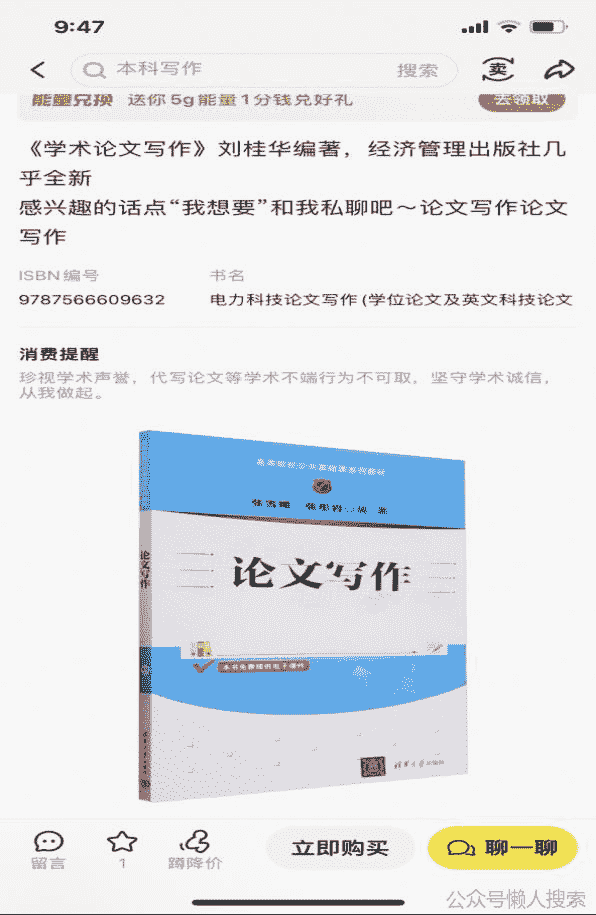 9:47
本科写作 搜索 卖
能量兑换 送你5g能量1分钱兑好礼 去领取
《学术论文写作》刘桂华编著，经济管理出版社几
乎全新
感兴趣的话点“我想要”和我私聊吧～论文写作论文
写作
ISBN编号 书名
9787566609632 电力科技论文写作(学位论文及英文科技论文
消费提醒
珍视学术声誉，代写论文等学术不端行为不可取，坚守学术诚信，
从我做起。
论文写作
论文写作
留言 1 蹲降价 立即购买 聊一聊
公众号懒人搜索